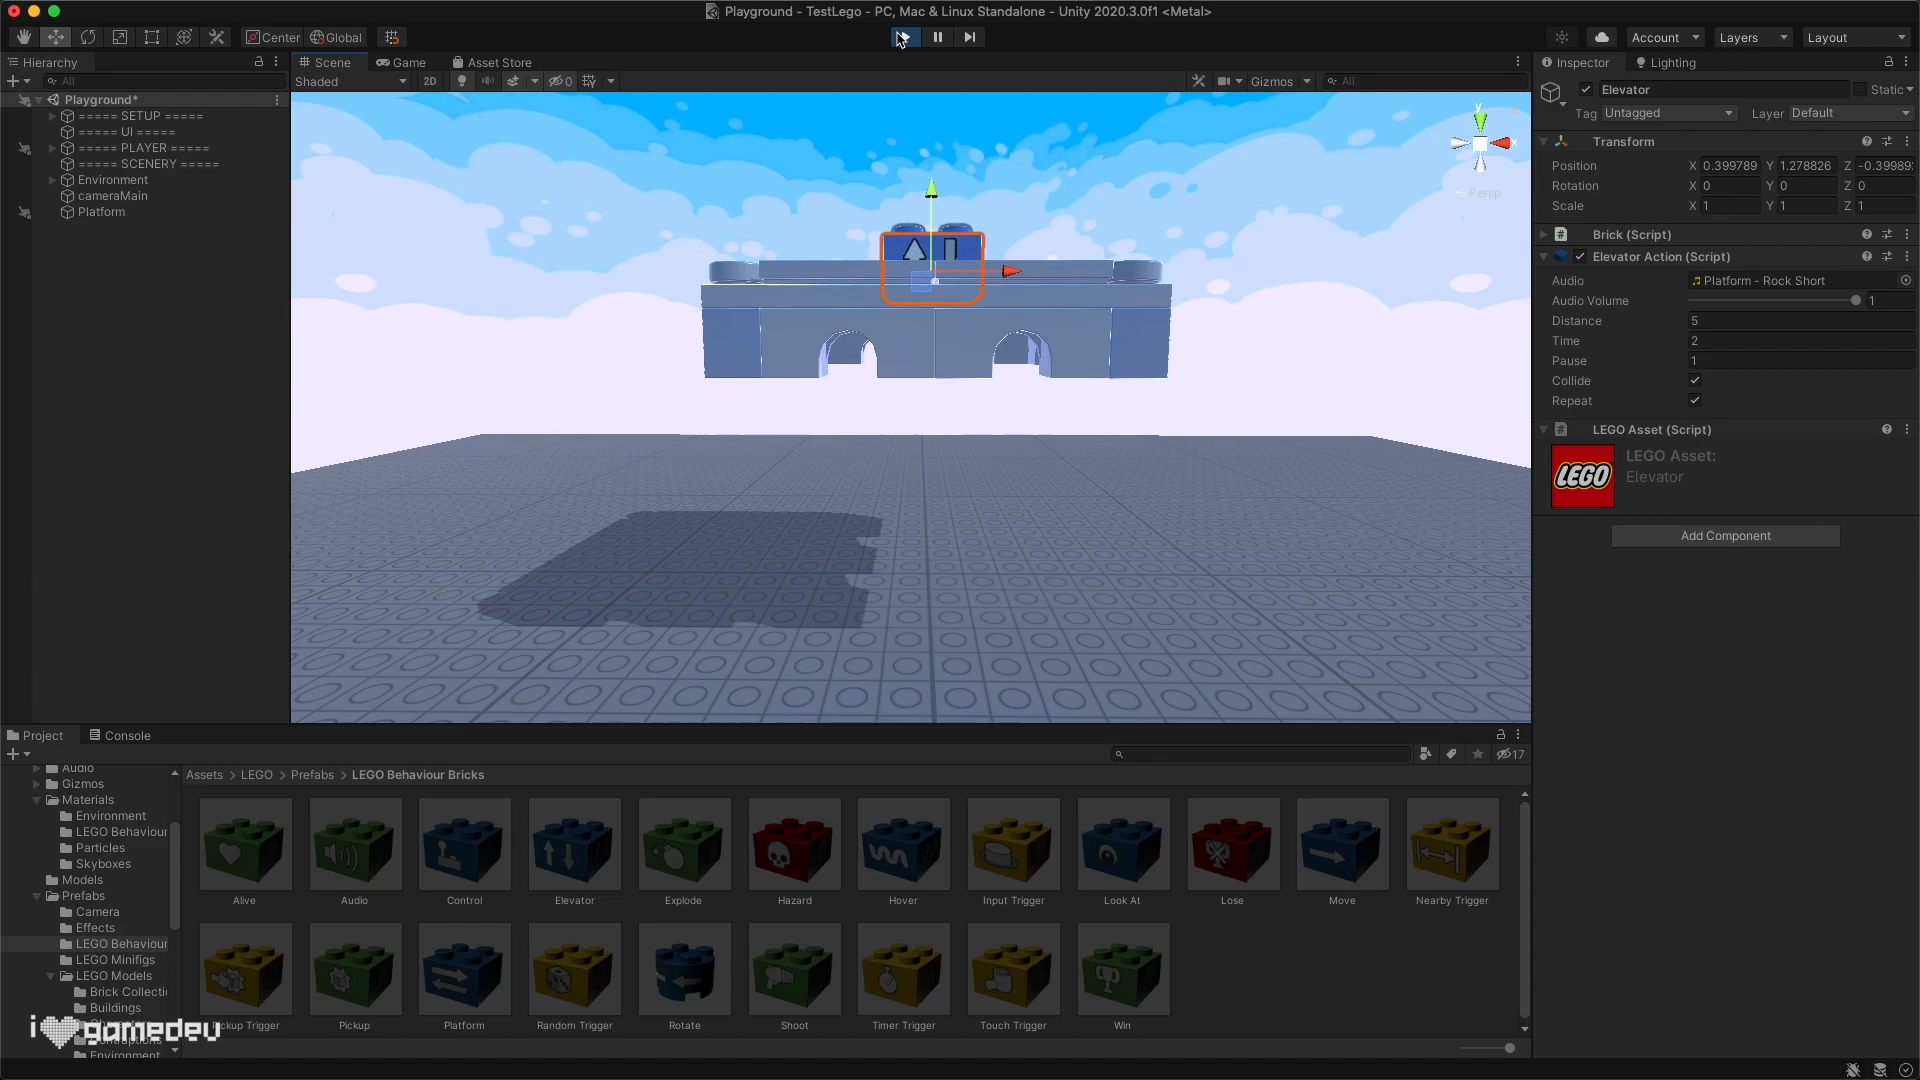 Playground - TestLego - PC, Mac & Linux Standalone - Unity 2020.3.0f1 <Metal>
Center Global Account Layers Layout
Hierarchy
All
Playground*
===== SETUP =====
===== UI =====
===== PLAYER =====
===== SCENERY =====
Environment
cameraMain
Platform
Scene Game Asset Store
Shaded 2D 0 Gizmos All
y
x
Persp
Inspector Lighting
Elevator Static
Tag Untagged Layer Default
Transform
Position X 0.399789 Y 1.278826 Z -0.39989
Rotation X 0 Y 0 Z 0
Scale X 1 Y 1 Z 1
Brick (Script)
Elevator Action (Script)
Audio Platform - Rock Short
Audio Volume 1
Distance 5
Time 2
Pause 1
Collide
Repeat
LEGO Asset (Script)
LEGO
LEGO Asset:
Elevator
Add Component
Project Console
17
Audio
Gizmos
Materials
Environment
LEGO Behaviour
Particles
Skyboxes
Models
Prefabs
Camera
Effects
LEGO Behaviour
LEGO Minifigs
LEGO Models
Brick Collecti
Buildings
Environment
Assets > LEGO > Prefabs > LEGO Behaviour Bricks
Alive Audio Control Elevator Explode Hazard Hover Input Trigger Look At Lose Move Nearby Trigger
Pickup Trigger Pickup Platform Random Trigger Rotate Shoot Timer Trigger Touch Trigger Win
i gamedev